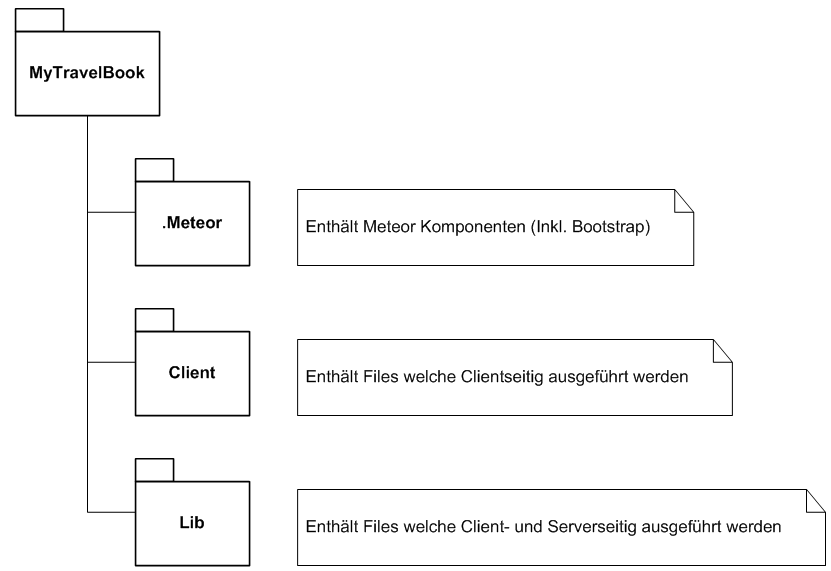 MyTravelBook
.Meteor
Enthält Meteor Komponenten (Inkl. Bootstrap)
Client
Enthält Files welche Clientseitig ausgeführt werden
Lib
Enthält Files welche Client- und Serverseitig ausgeführt werden